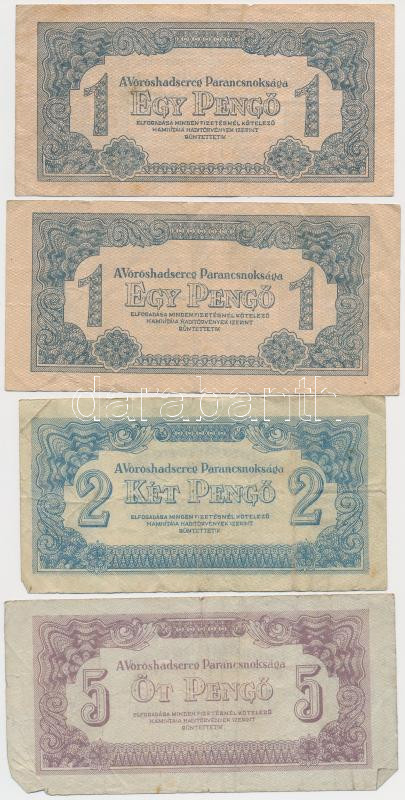 A Vöröshadsereg Parancsnoksága
1 EGY PENGŐ 1
ELFOGADÁSA MINDEN FIZETÉSNÉL KÖTELEZŐ
HAMISÍTÁSA HADITÖRVÉNYEK SZERINT
BÜNTETTETIK
A Vöröshadsereg Parancsnoksága
1 EGY PENGŐ 1
ELFOGADÁSA MINDEN FIZETÉSNÉL KÖTELEZŐ
HAMISÍTÁSA HADITÖRVÉNYEK SZERINT
BÜNTETTETIK
darabanth
A Vöröshadsereg Parancsnoksága
2 KÉT PENGŐ 2
ELFOGADÁSA MINDEN FIZETÉSNÉL KÖTELEZŐ
HAMISÍTÁSA HADITÖRVÉNYEK SZERINT
BÜNTETTETIK
A Vöröshadsereg Parancsnoksága
5 ÖT PENGŐ 5
ELFOGADÁSA MINDEN FIZETÉSNÉL KÖTELEZŐ
HAMISÍTÁSA HADITÖRVÉNYEK SZERINT
BÜNTETTETIK